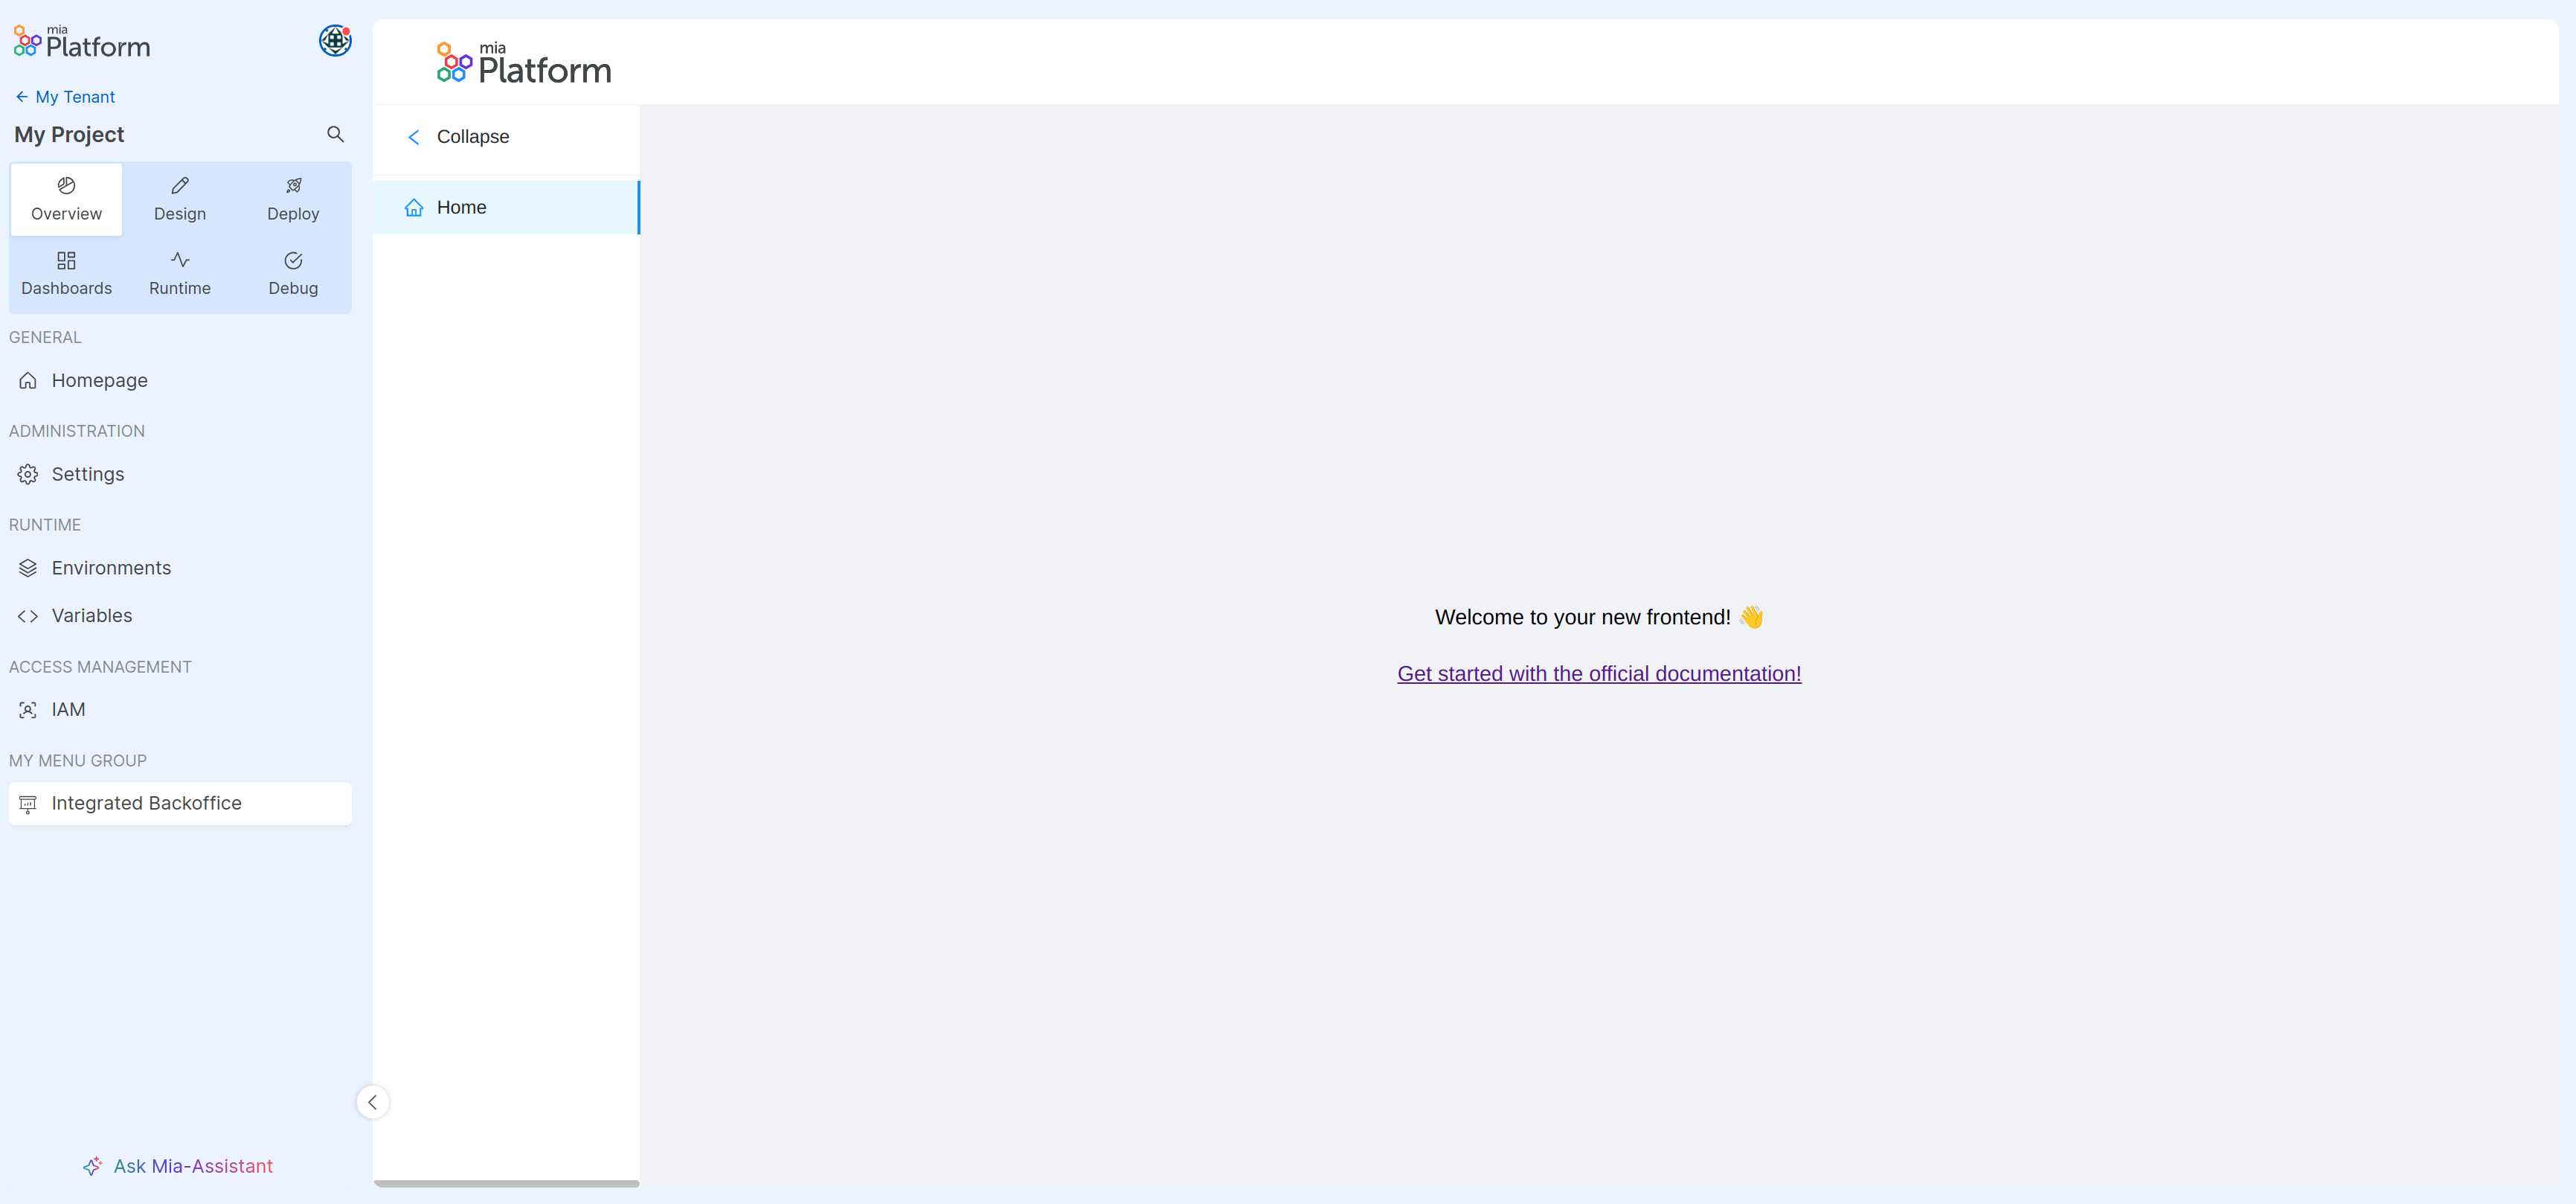 mia
Platform
My Tenant
My Project
Overview
Design
Deploy
Dashboards
Runtime
Debug
GENERAL
Homepage
ADMINISTRATION
Settings
RUNTIME
Environments
Variables
ACCESS MANAGEMENT
IAM
MY MENU GROUP
Integrated Backoffice
Ask Mia-Assistant
mia
Platform
Collapse
Home
Welcome to your new frontend! 👋
Get started with the official documentation!